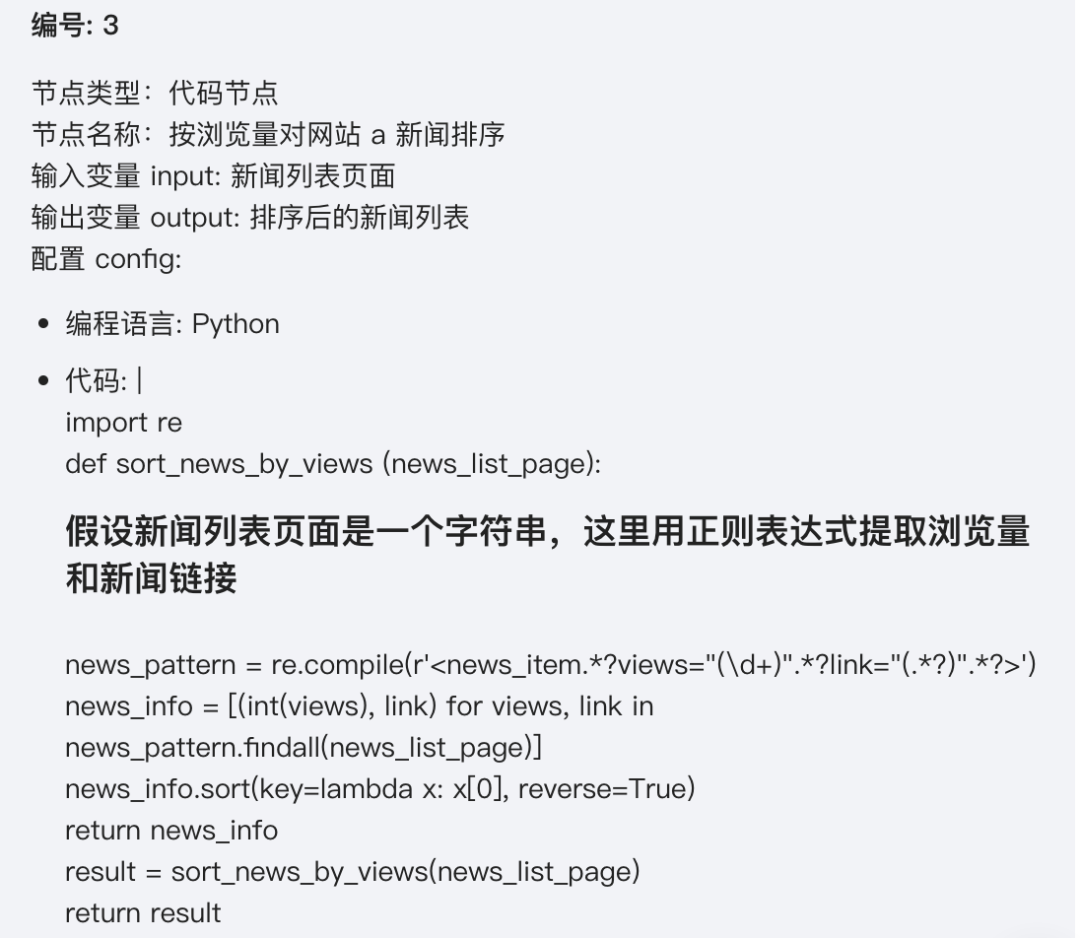 编号: 3
节点类型：代码节点
节点名称：按浏览量对网站 a 新闻排序
输入变量 input: 新闻列表页面
输出变量 output: 排序后的新闻列表
配置 config:
• 编程语言: Python
• 代码: |
import re
def sort_news_by_views (news_list_page):
假设新闻列表页面是一个字符串，这里用正则表达式提取浏览量
和新闻链接
news_pattern = re.compile(r'<news_item.*?views="(\d+)".*?link="(.*?)".*?>')
news_info = [(int(views), link) for views, link in
news_pattern.findall(news_list_page)]
news_info.sort(key=lambda x: x[0], reverse=True)
return news_info
result = sort_news_by_views(news_list_page)
return result